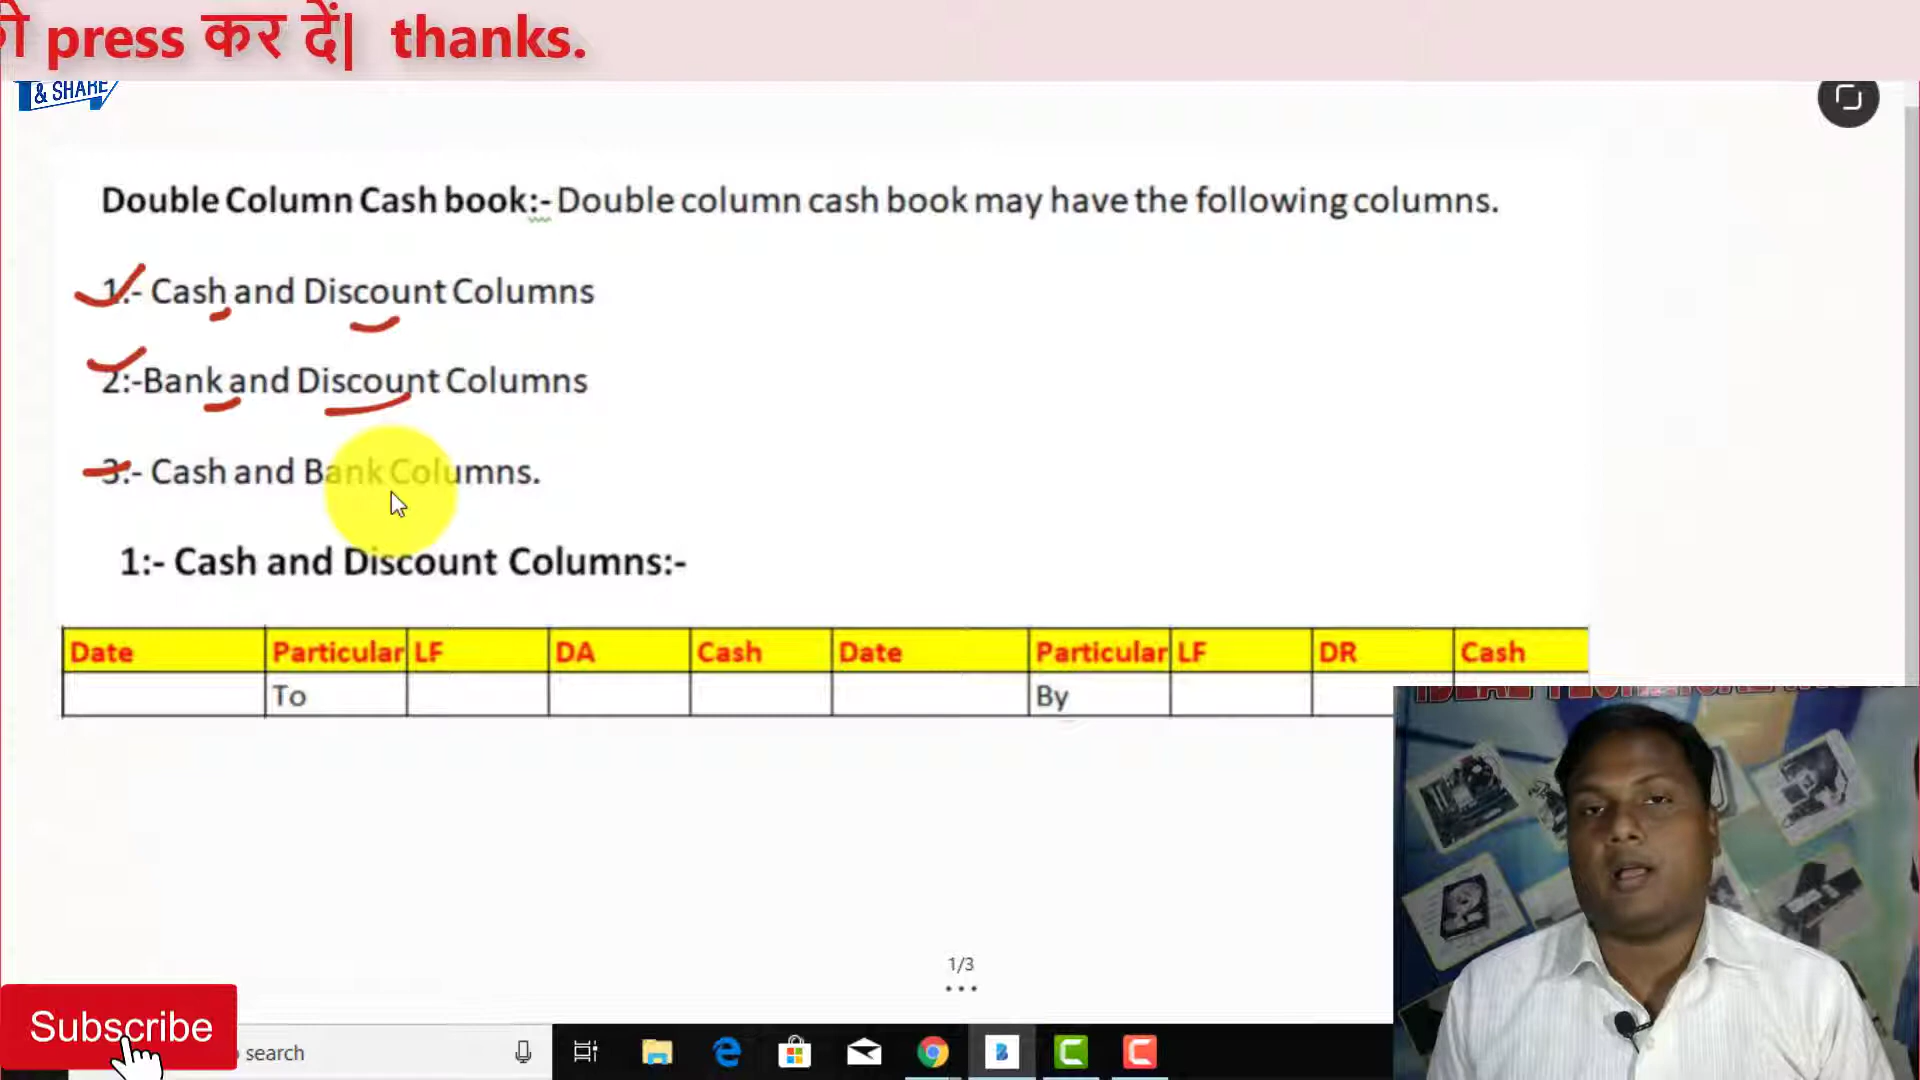 press कर दें| thanks.
& SHARE
Double Column Cash book:- Double column cash book may have the following columns.
1:- Cash and Discount Columns
2:-Bank and Discount Columns
3:- Cash and Bank Columns.
1:- Cash and Discount Columns:-
Date Particular LF DA Cash Date Particular LF DR Cash
To By
1/3
Subscribe
search